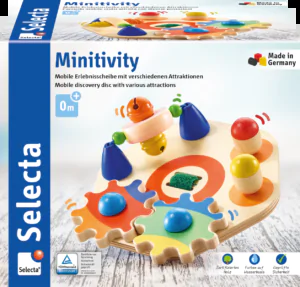 Minitivity
Made in
Germany
Mobile Erlebnisscheibe mit verschiedenen Attraktionen
Mobile discovery disc with various attractions
0m+
Selecta
Selecta